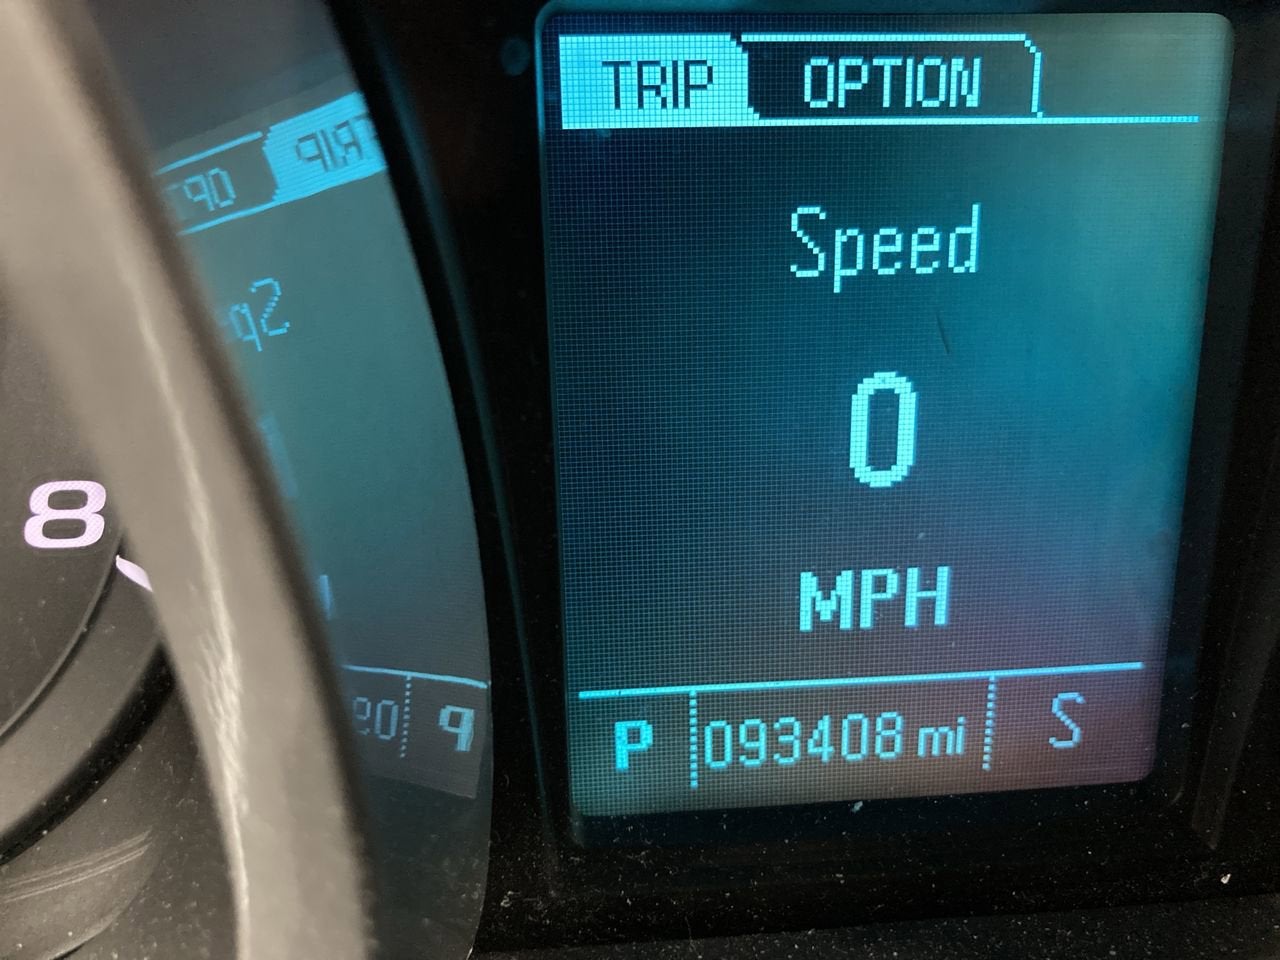 TRIP OPTION
Speed
0
MPH
P 093408 mi S
8